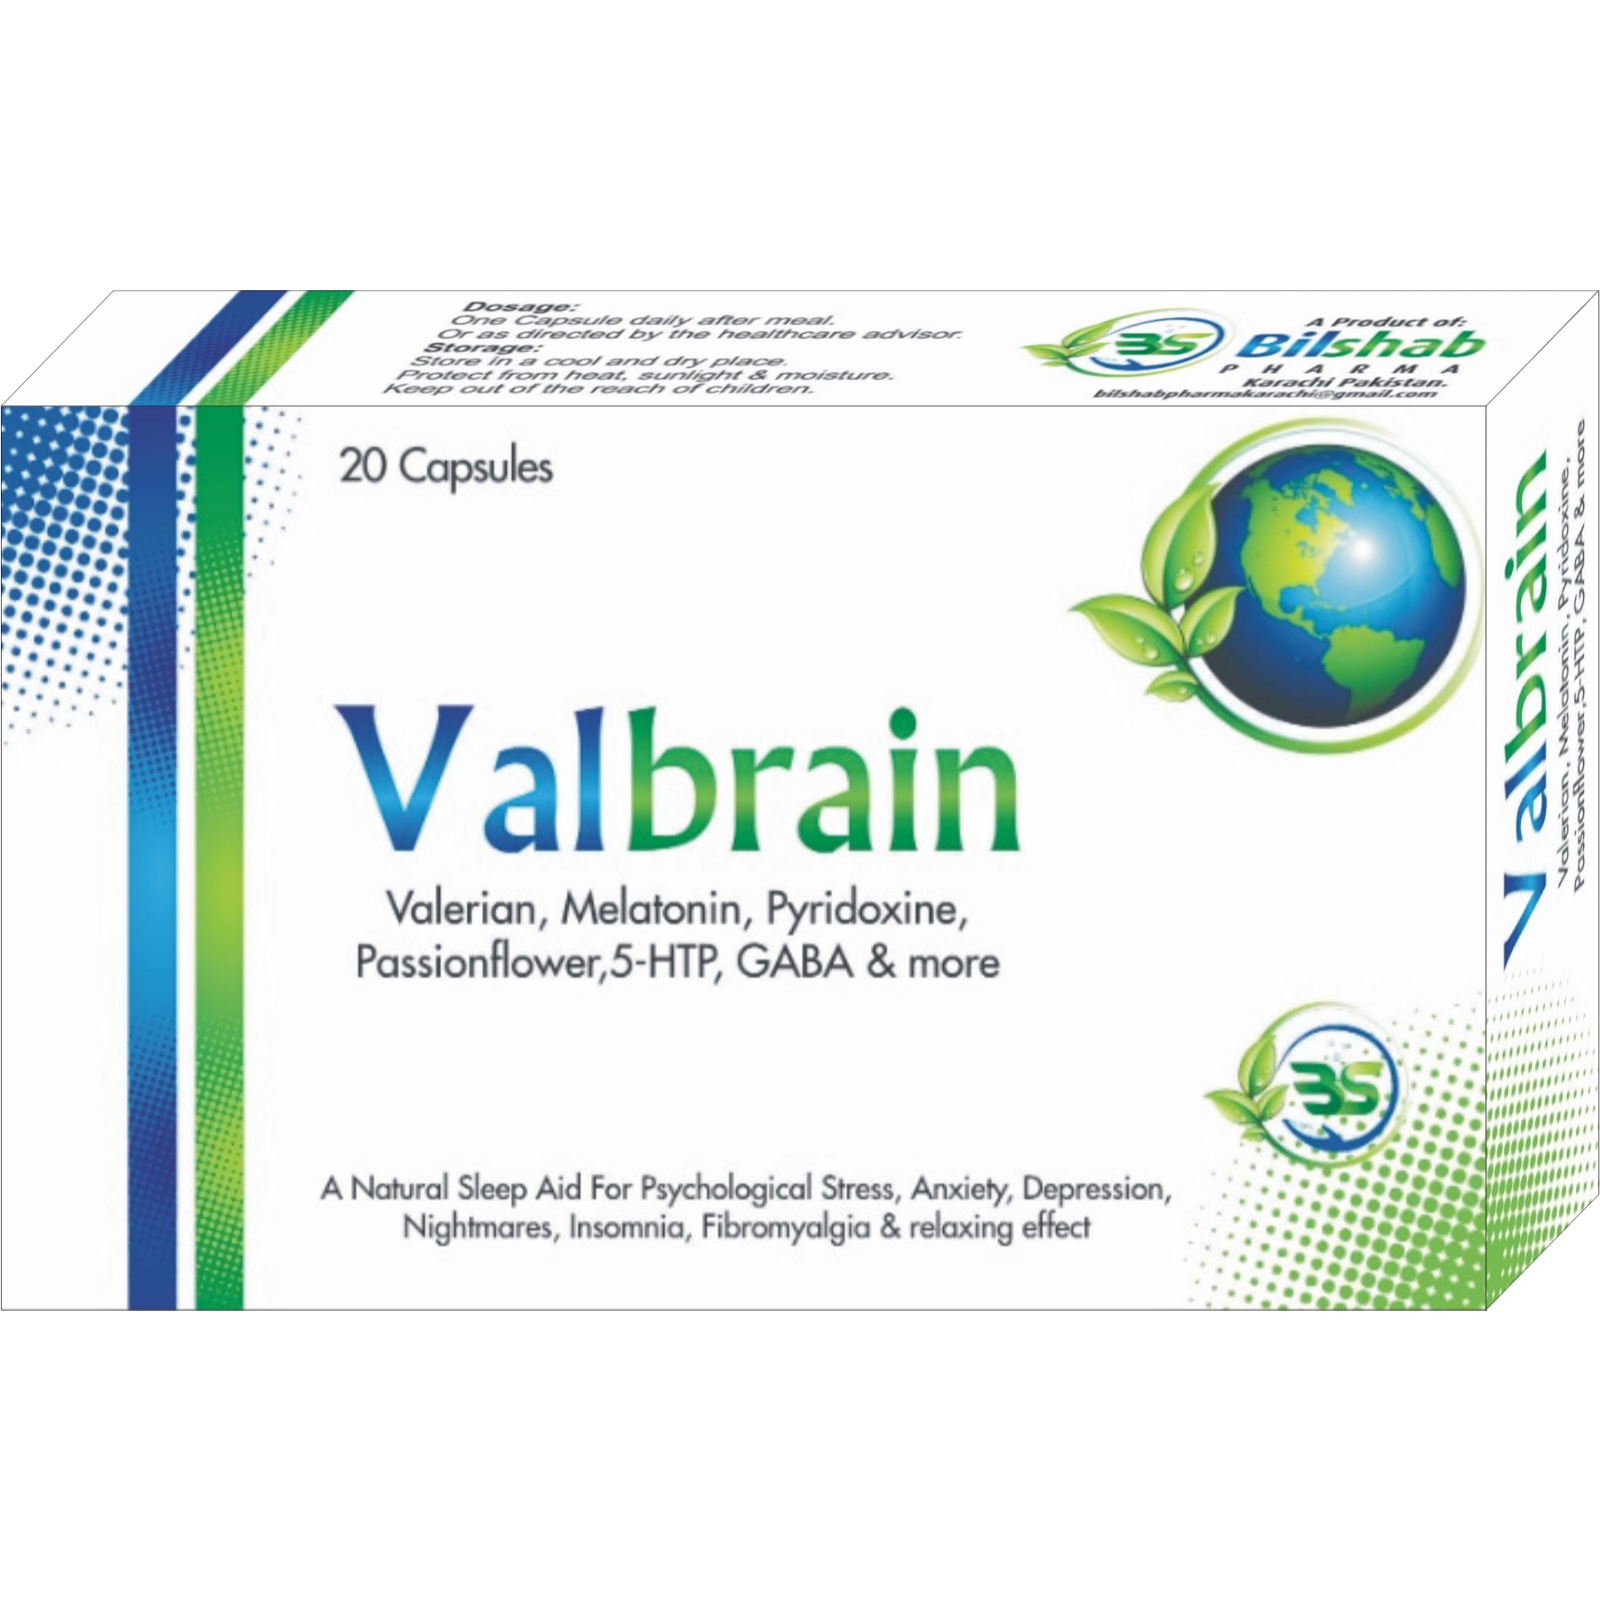 Dosage:
One Capsule daily after meal.
Or as directed by the healthcare advisor.
Storage:
Store in a cool and dry place.
Protect from heat, sunlight & moisture.
Keep out of the reach of children.
BS
A Product of:
Bilshab
PHARMA
Karachi Pakistan.
bilshabpharmakarachi@gmail.com
20 Capsules
Valbrain
Valerian, Melatonin, Pyridoxine,
Passionflower,5-HTP, GABA & more
BS
A Natural Sleep Aid For Psychological Stress, Anxiety, Depression,
Nightmares, Insomnia, Fibromyalgia & relaxing effect
Valbrain
Valerian, Melatonin, Pyridoxine,
Passionflower,5-HTP, GABA & more